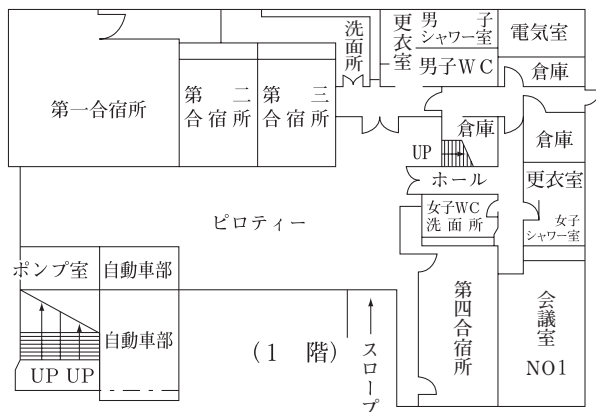 男子
シャワー室
電気室
洗面所
更衣室
男子WC
倉庫
第一合宿所
第二
合宿所
第三
合宿所
倉庫
倉庫
UP
ホール
更衣室
女子WC
洗面所
女子
シャワー室
ピロティー
ポンプ室
自動車部
自動車部
第四合宿所
会議室
NO1
(1 階)
スロープ
UP UP